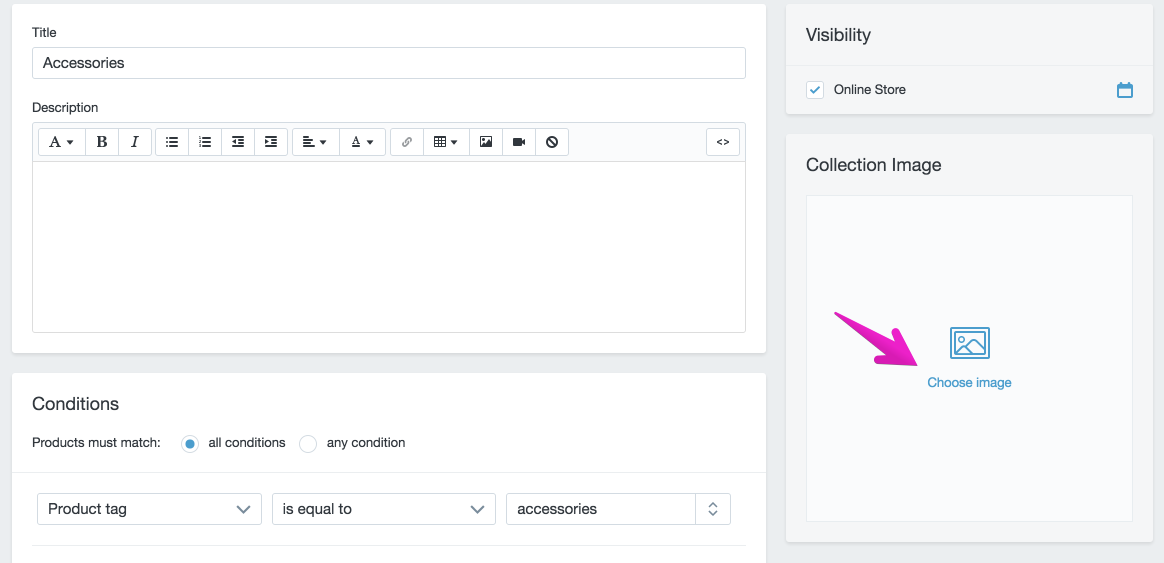 Title
Accessories
Description
A B I A <>
Conditions
Products must match: all conditions any condition
Product tag is equal to accessories
Visibility
Online Store
Collection Image
Choose image